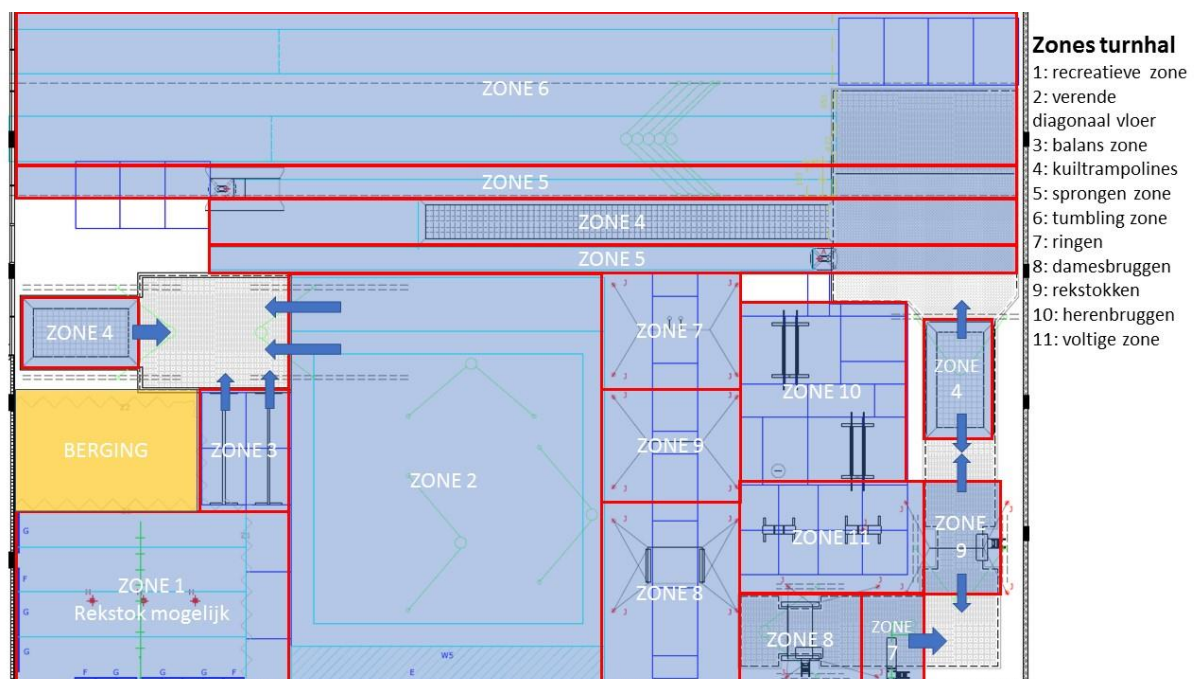 ZONE 6
ZONE 5
ZONE 4
ZONE 5
ZONE 4
ZONE 7
ZONE 10
ZONE
4
BERGING
ZONE 3
ZONE 2
ZONE 9
ZONE 11
ZONE
9
ZONE 1
Rekstok mogelijk
ZONE 8
ZONE 8
ZONE
7
W5
E
G
F
G
G
F G G F G
J
J
J
J
J
J
J
J
Zones turnhal
1: recreatieve zone
2: verende
diagonaal vloer
3: balans zone
4: kuiltrampolines
5: sprongen zone
6: tumbling zone
7: ringen
8: damesbruggen
9: rekstokken
10: herenbruggen
11: voltige zone